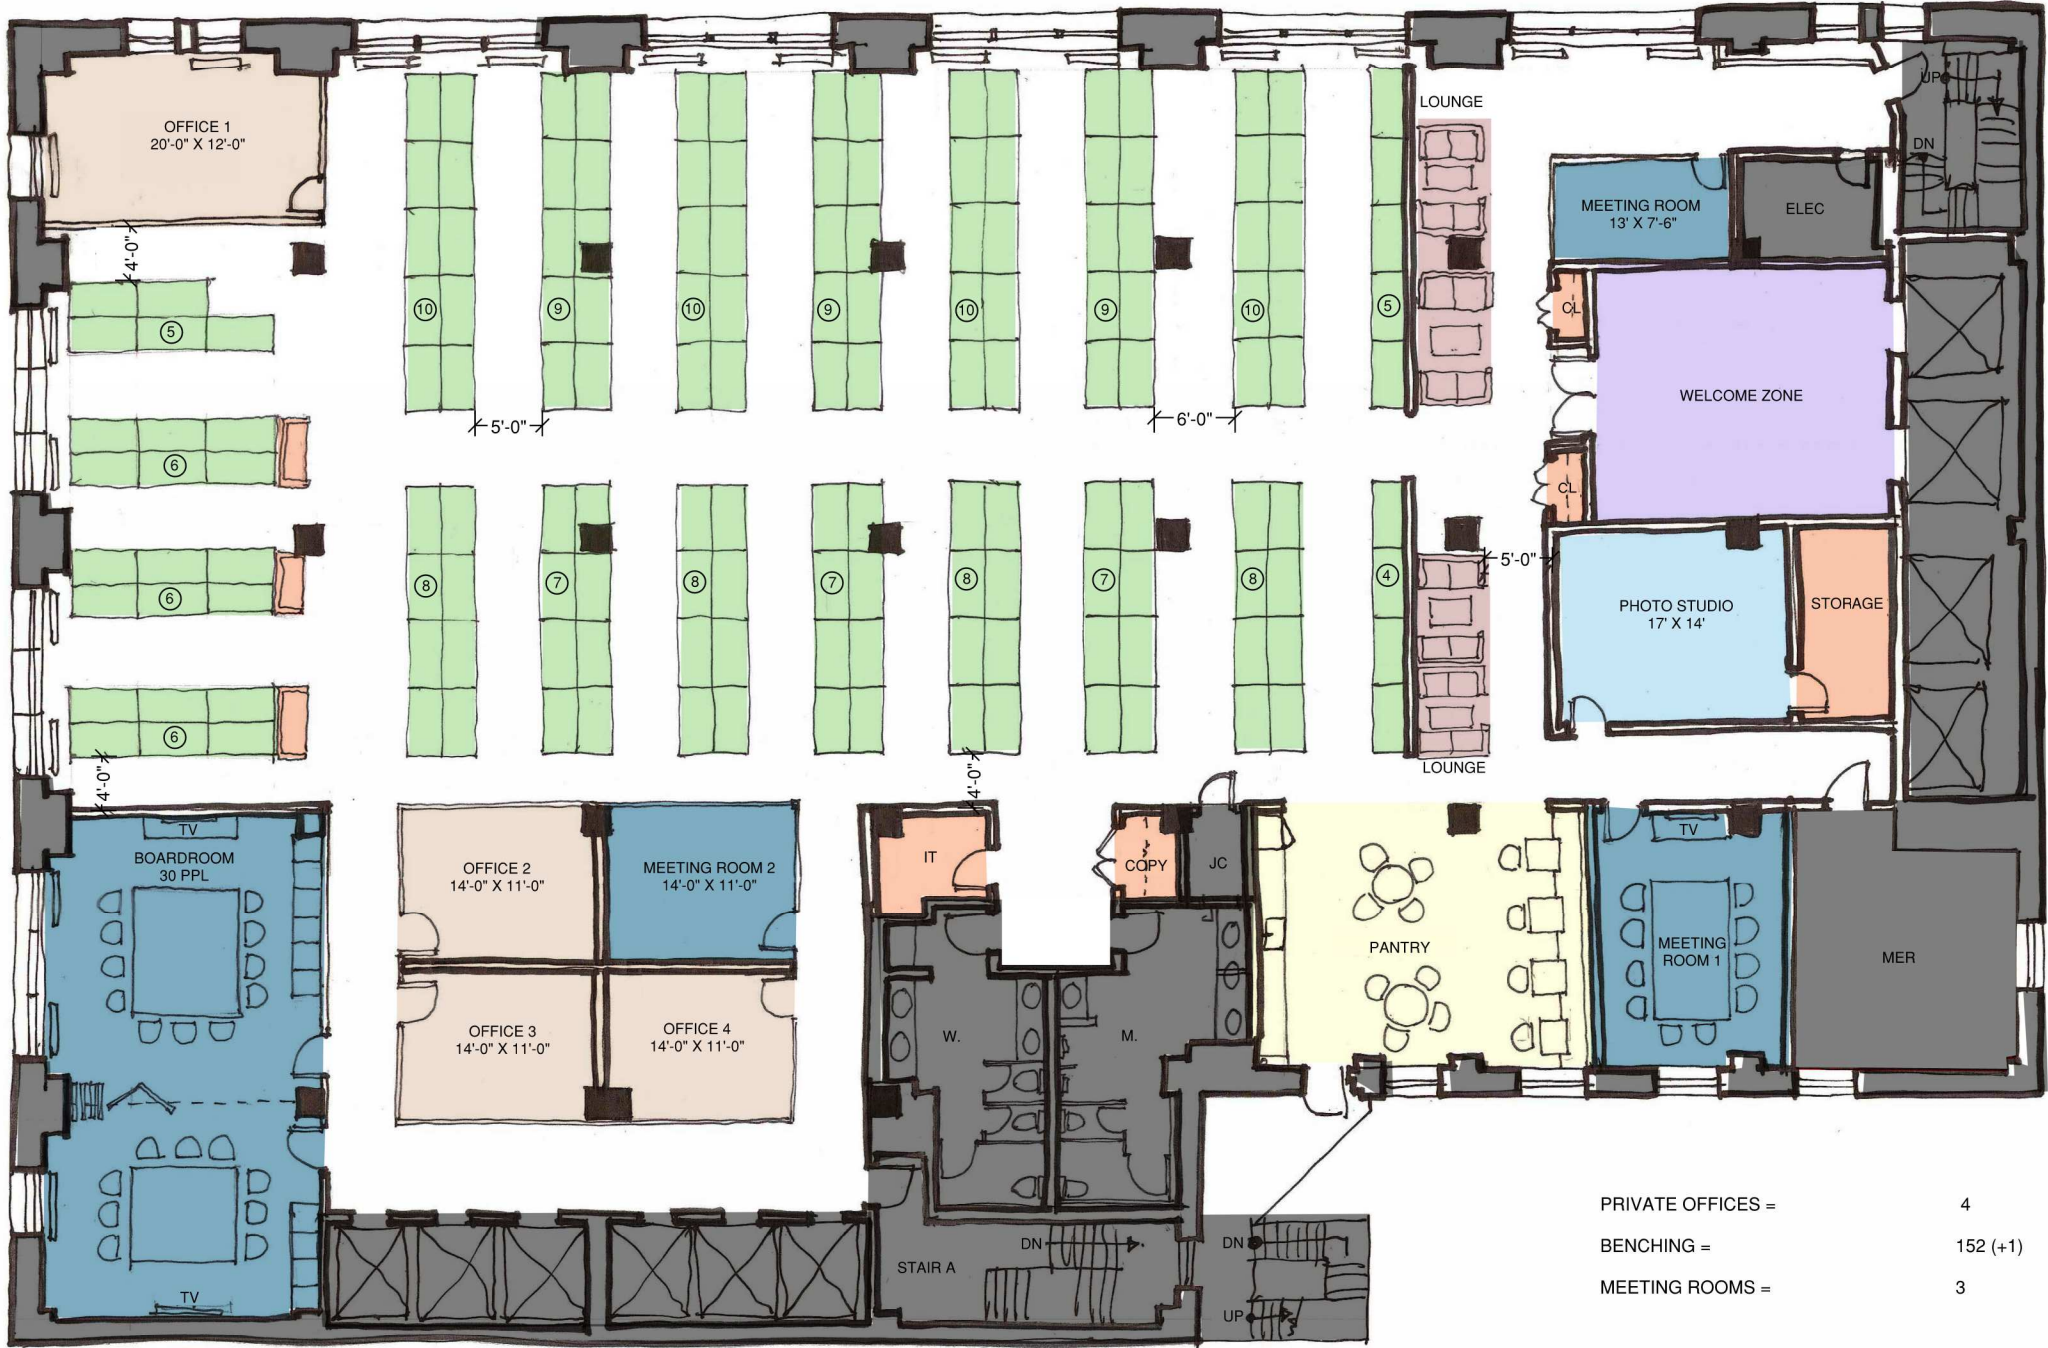 OFFICE 1
20'-0" X 12'-0"
LOUNGE
UP
DN
MEETING ROOM
13' X 7'-6"
ELEC
4'-0"
5
10
9
10
9
10
9
10
5
CL
WELCOME ZONE
5'-0"
6'-0"
6
CL
6
8
7
8
7
8
7
8
4
5'-0"
PHOTO STUDIO
17' X 14'
STORAGE
6
4'-0"
4'-0"
LOUNGE
TV
BOARDROOM
30 PPL
OFFICE 2
14'-0" X 11'-0"
MEETING ROOM 2
14'-0" X 11'-0"
IT
COPY
JC
TV
PANTRY
MEETING
ROOM 1
MER
OFFICE 3
14'-0" X 11'-0"
OFFICE 4
14'-0" X 11'-0"
W.
M.
PRIVATE OFFICES = 4
BENCHING = 152 (+1)
MEETING ROOMS = 3
DN
DN
STAIR A
TV
UP